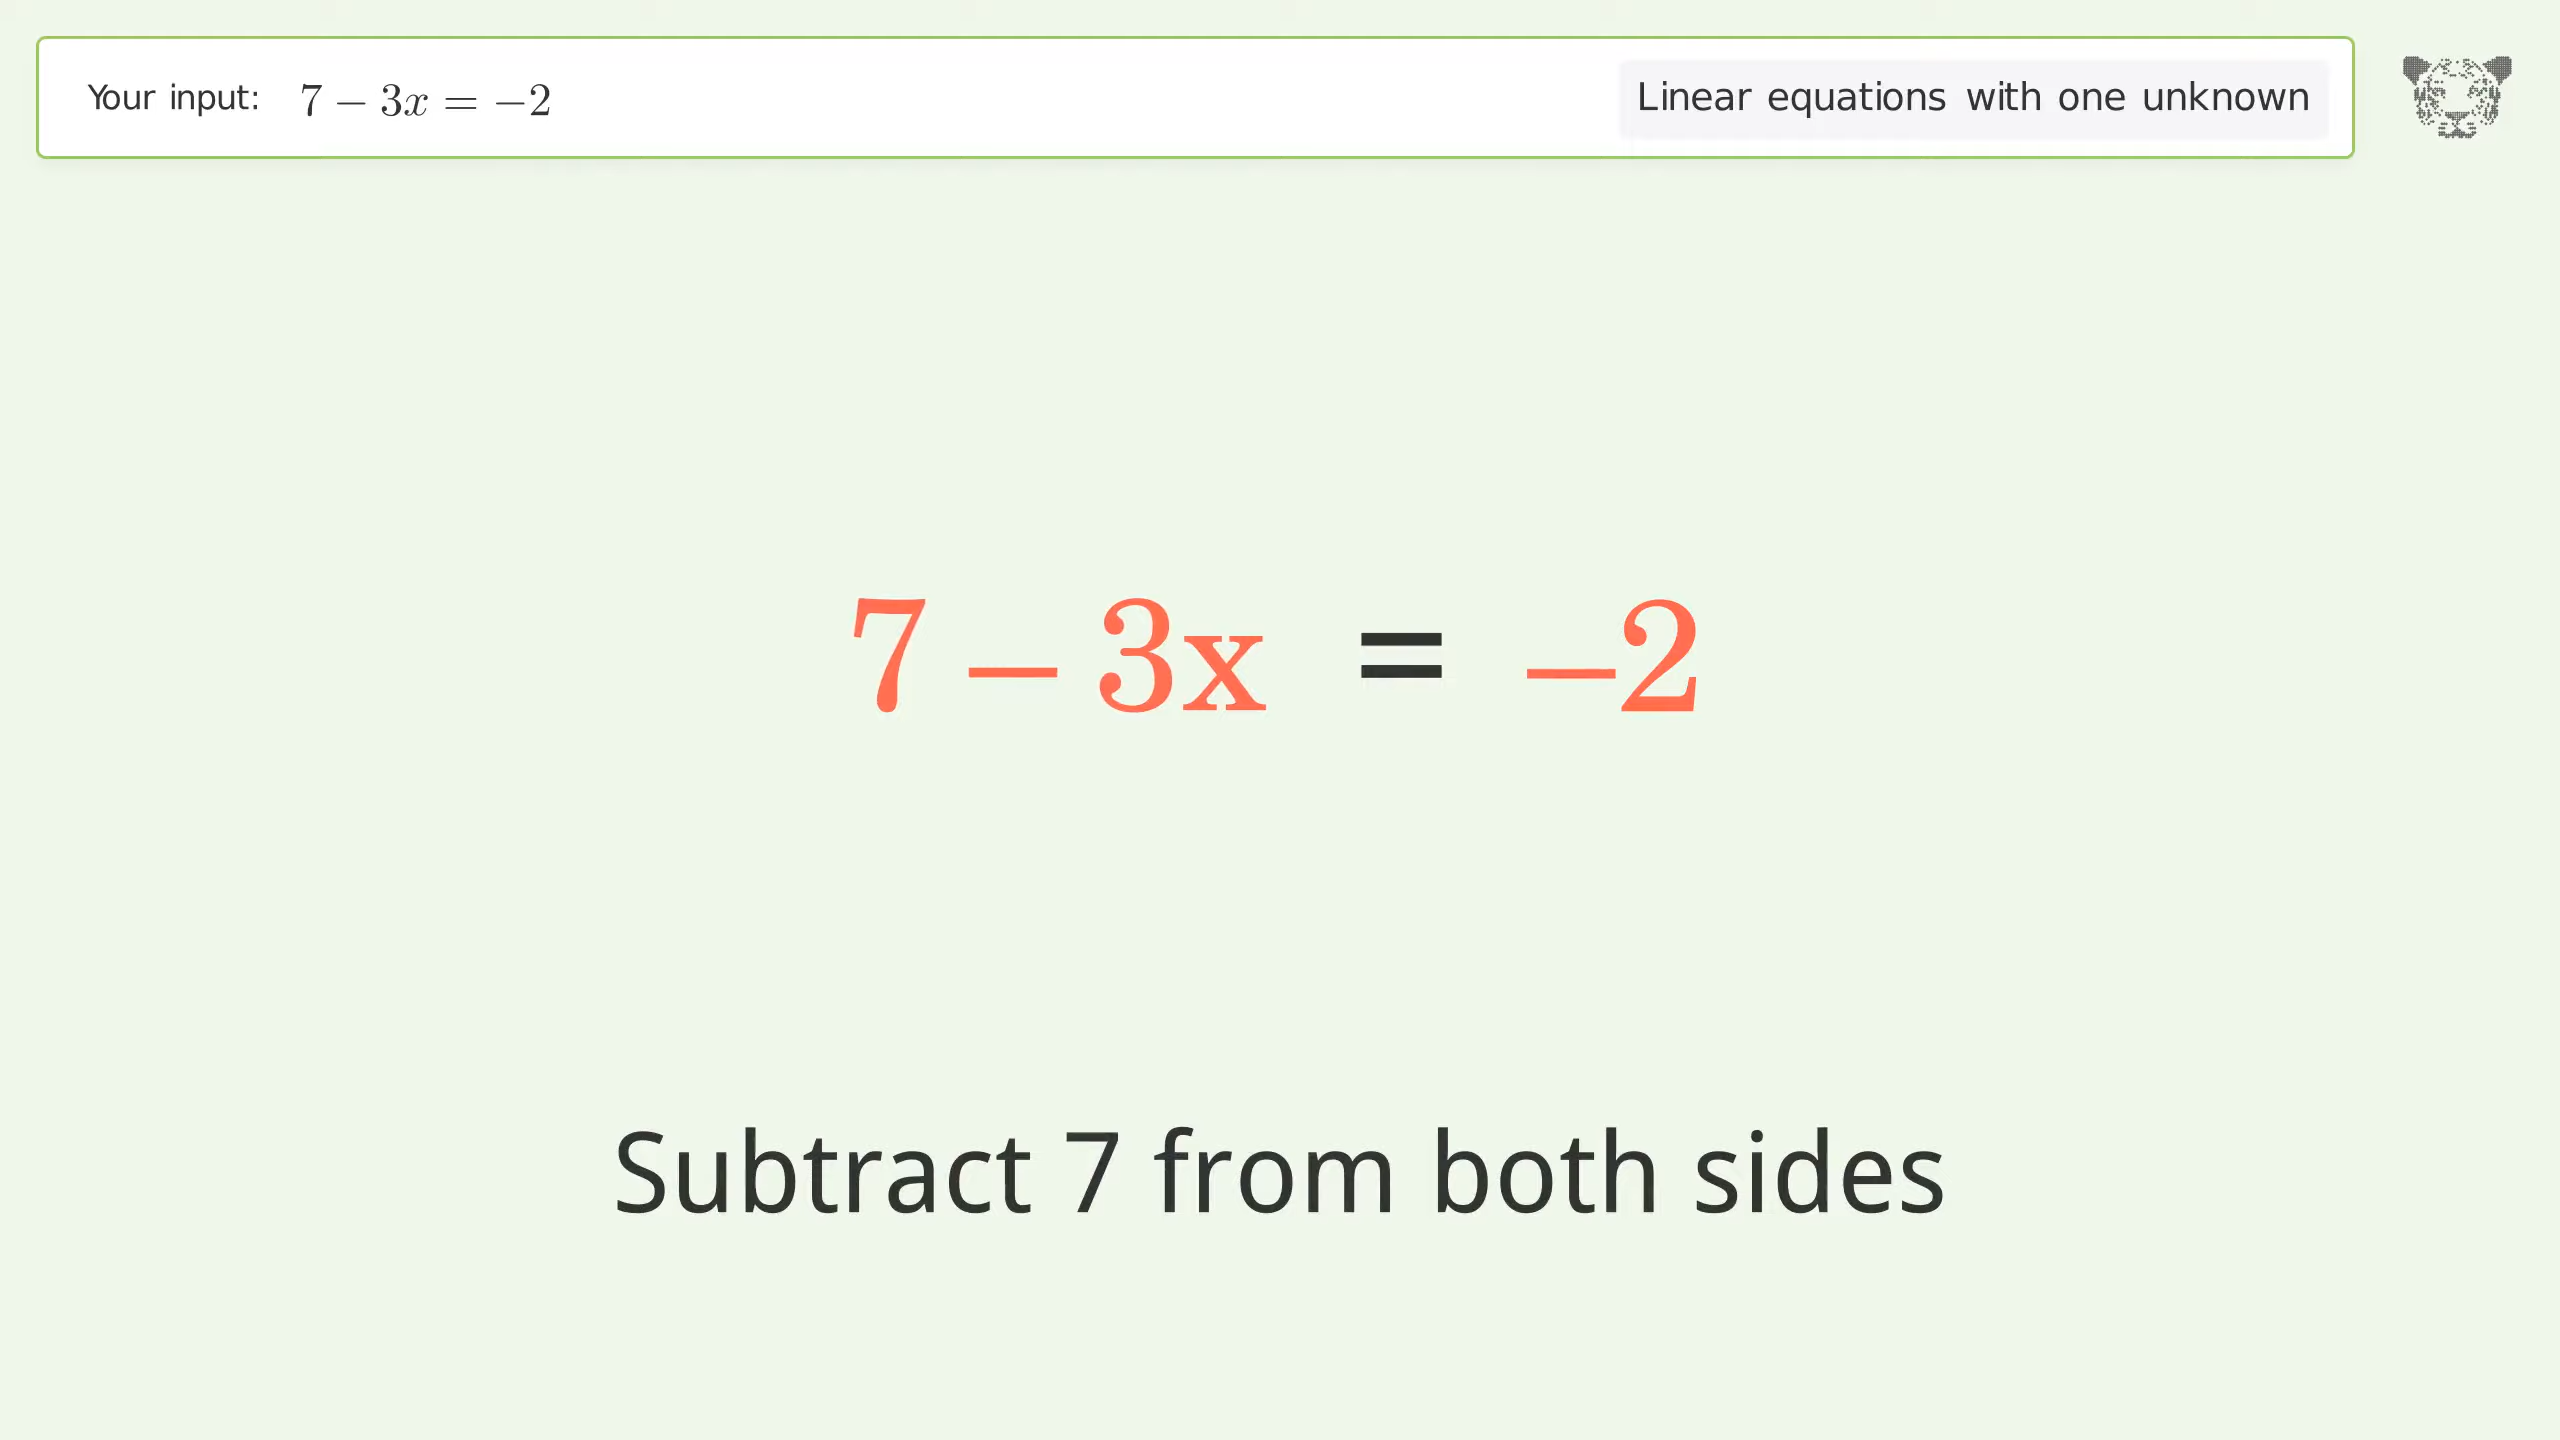 Your input: 7 − 3x = −2
Linear equations with one unknown
7 − 3x = −2
Subtract 7 from both sides